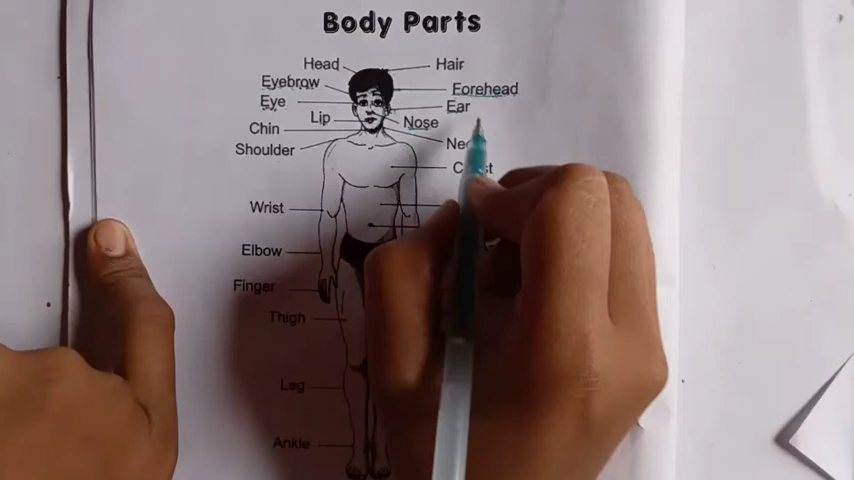 Body Parts
Head
Hair
Eyebrow
Forehead
Eye
Ear
Lip
Nose
Chin
Shoulder
Wrist
Elbow
Finger
Thigh
Leg
Ankle